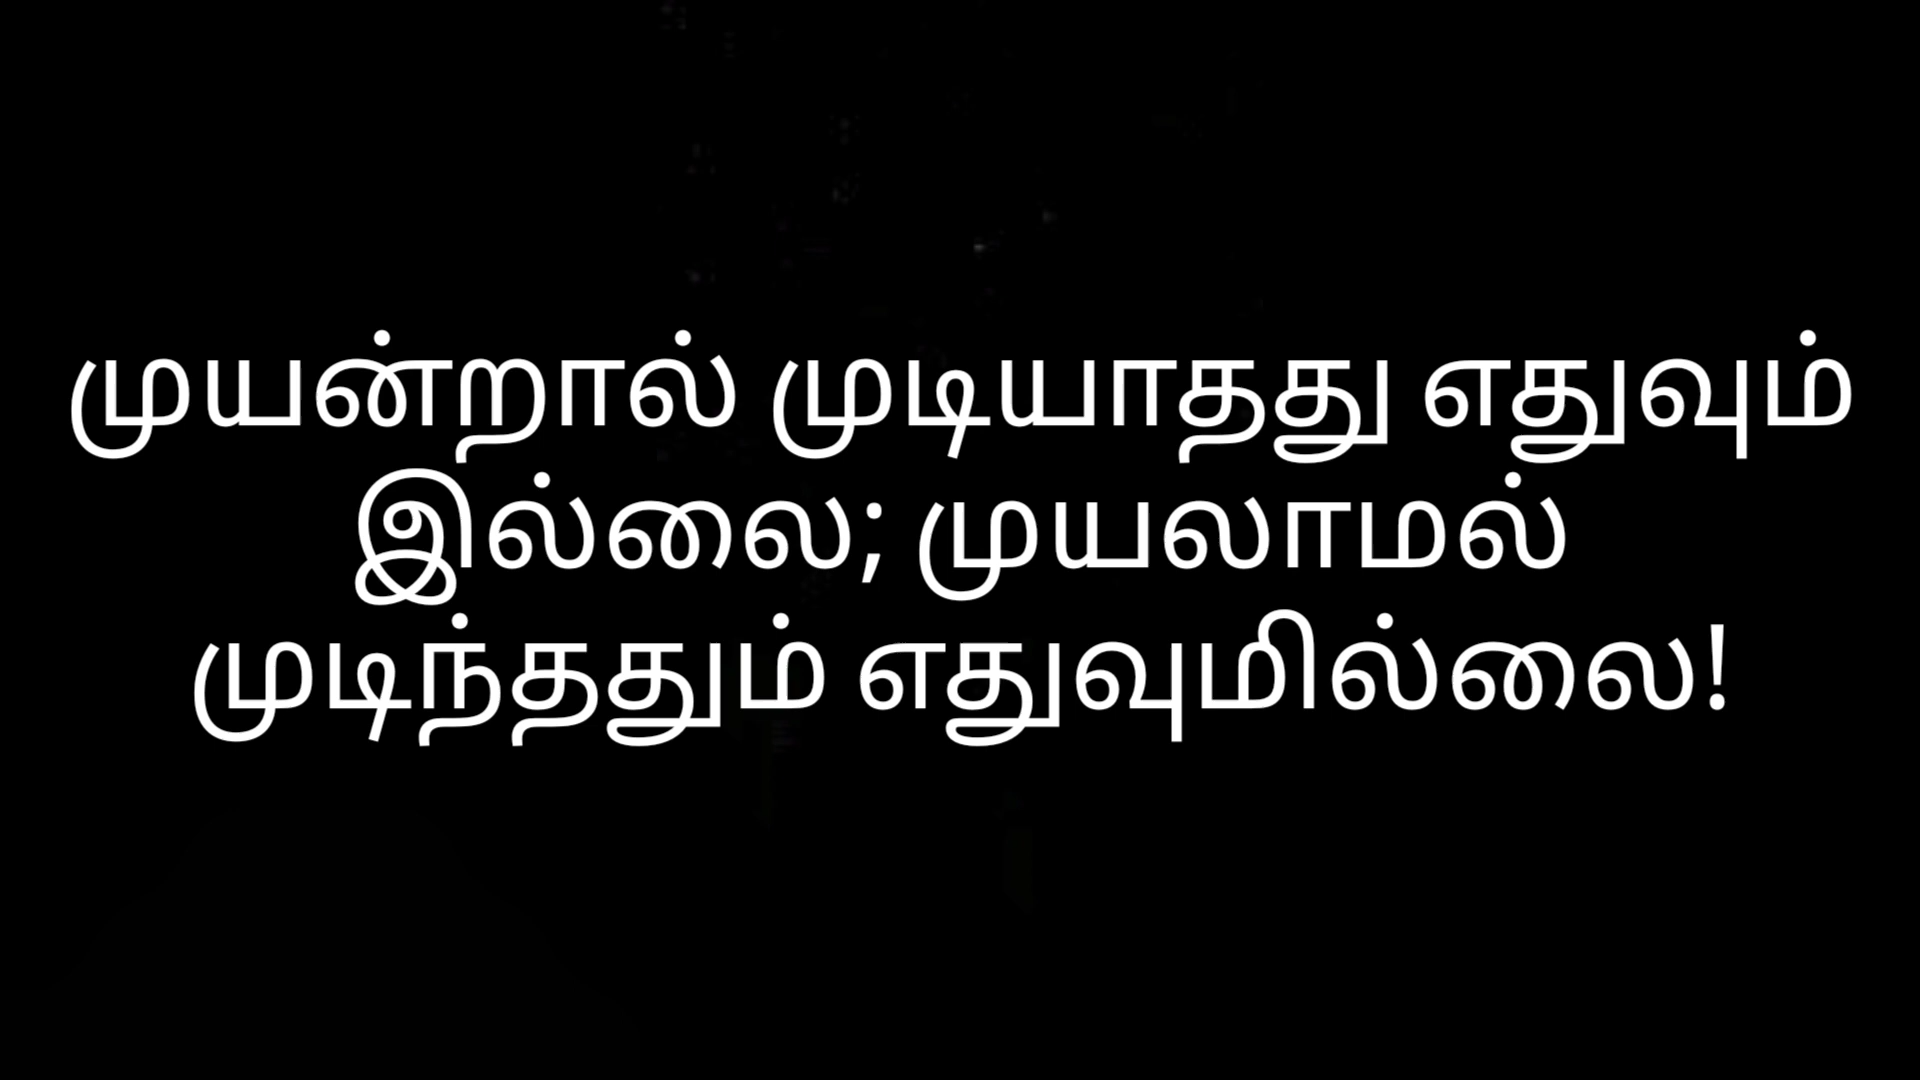 முயன்றால் முடியாதது எதுவும்
இல்லை; முயலாமல்
முடிந்ததும் எதுவுமில்லை!